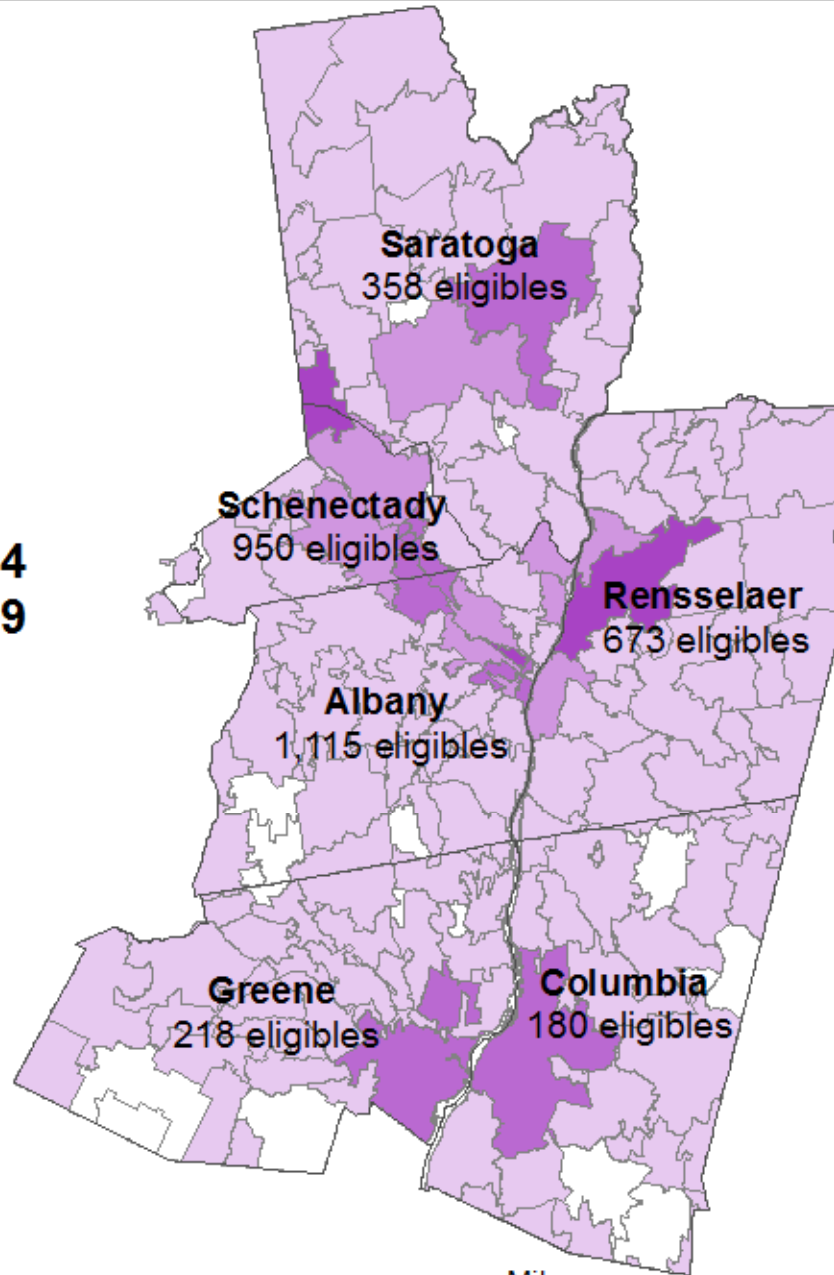 Saratoga
358 eligibles
Schenectady
950 eligibles
4
9
Rensselaer
673 eligibles
Albany
1,115 eligibles
Greene
218 eligibles
Columbia
180 eligibles